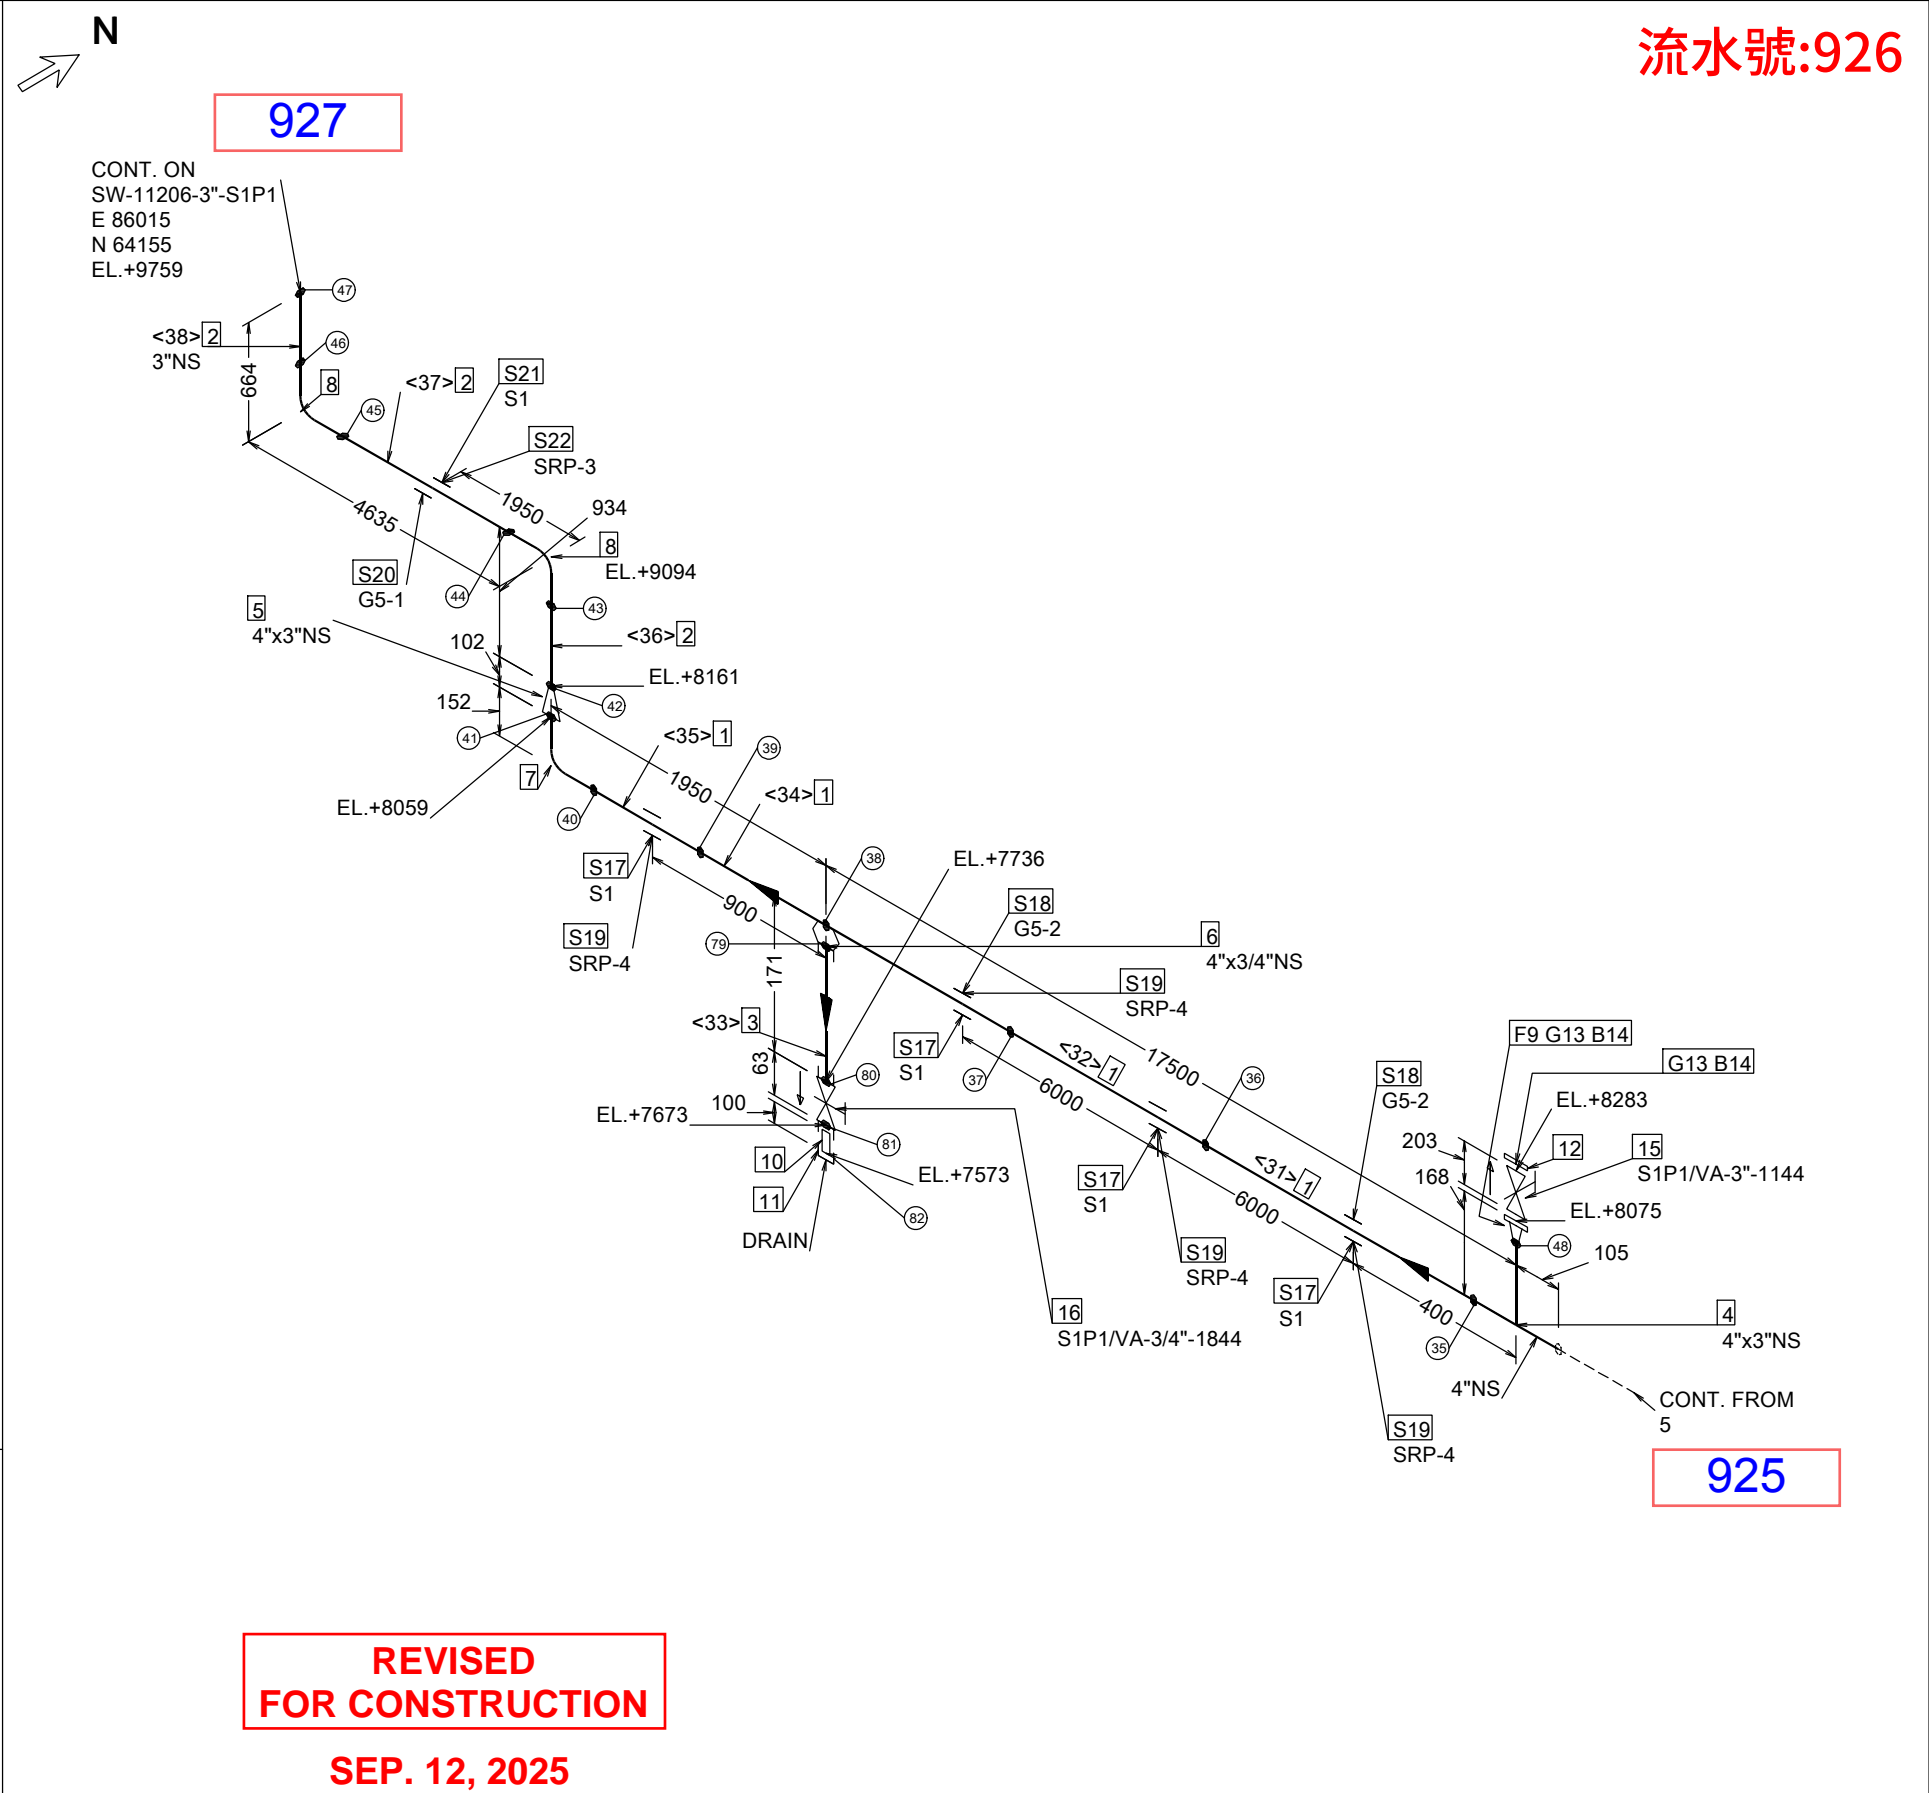 N
流水號:926
927
CONT. ON
SW-11206-3"-S1P1
E 86015
N 64155
EL.+9759
47
<38> 2
3"NS
46
664
8
45
<37> 2
S21
S1
S22
SRP-3
1950
934
4635
8
EL.+9094
S20
G5-1
44
43
5
4"x3"NS
102
<36> 2
EL.+8161
152
42
41
<35> 1
39
7
1950
<34> 1
EL.+8059
40
38
EL.+7736
S17
S1
900
S18
G5-2
S19
SRP-4
79
6
4"x3/4"NS
171
S19
SRP-4
<33> 3
S17
S1
F9 G13 B14
63
80
37
<32> 1
17500
G13 B14
6000
36
S18
G5-2
EL.+8283
100
EL.+7673
81
203
12
15
S1P1/VA-3"-1144
10
EL.+7573
S17
S1
<31> 1
168
11
6000
EL.+8075
82
DRAIN
S19
SRP-4
48
105
S17
S1
16
S1P1/VA-3/4"-1844
400
4
4"x3"NS
35
4"NS
CONT. FROM
5
S19
SRP-4
925
REVISED
FOR CONSTRUCTION
SEP. 12, 2025